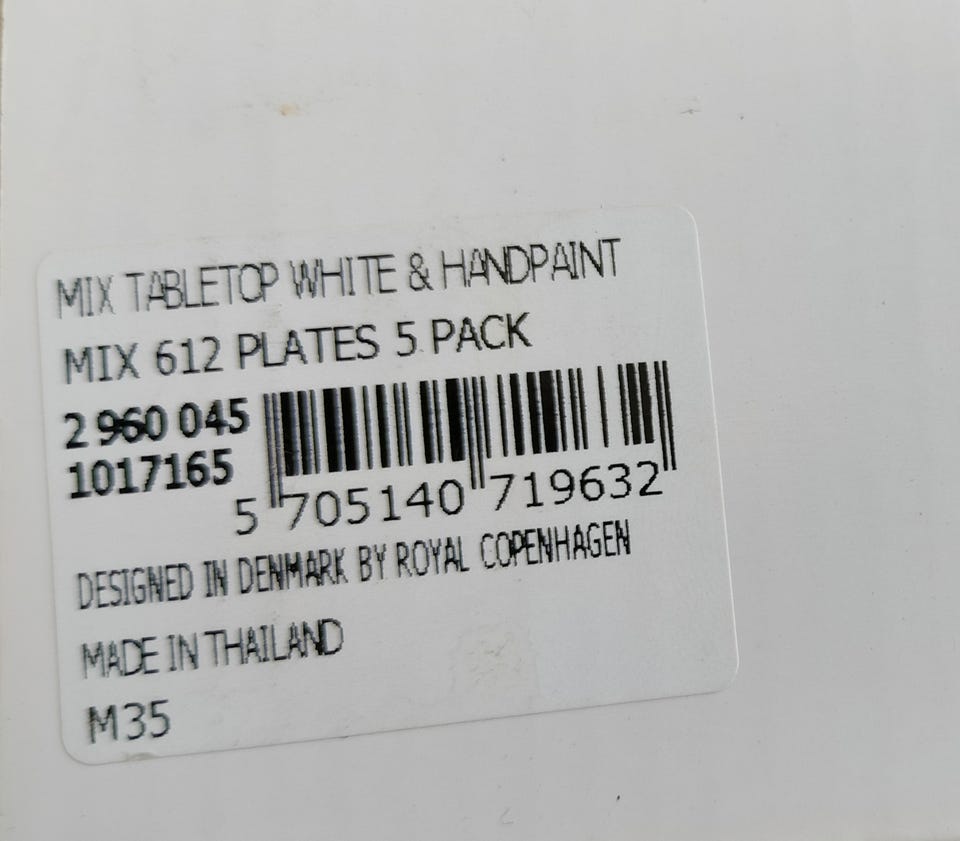 MIX TABLETOP WHITE & HANDPAINT
MIX 612 PLATES 5 PACK
2 960 045
1017165
5 705140 719632
DESIGNED IN DENMARK BY ROYAL COPENHAGEN
MADE IN THAILAND
M35